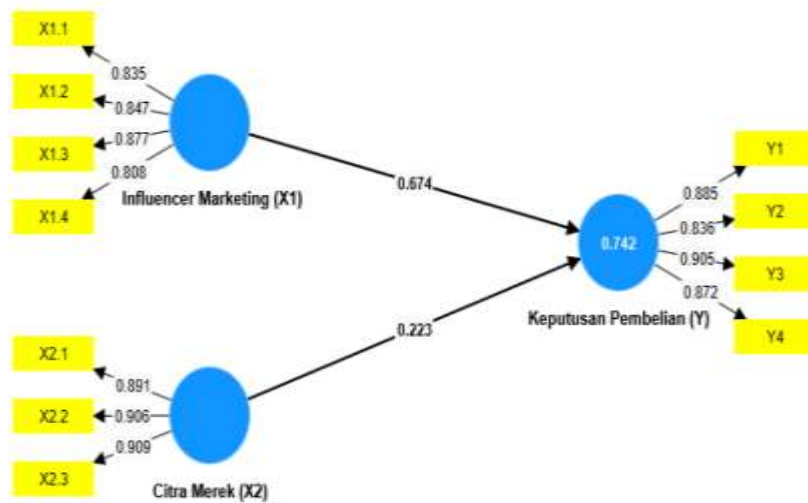 X1.1
0.835
X1.2
0.847
X1.3
0.877
X1.4
0.808
Influencer Marketing (X1)
0.674
Y1
0.885
Y2
0.836
0.742
0.905
Y3
0.872
Y4
Keputusan Pembelian (Y)
0.223
X2.1
0.891
X2.2
0.906
0.909
X2.3
Citra Merek (X2)